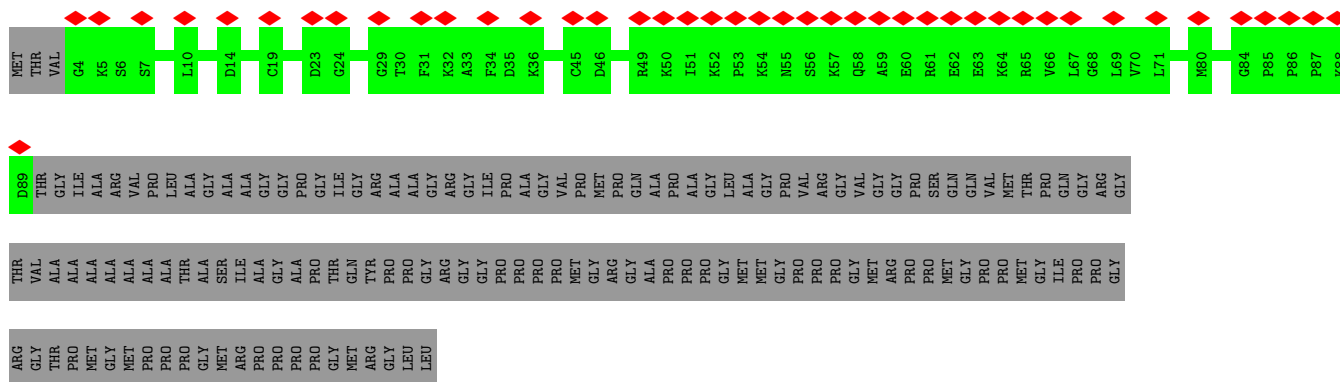 MET THR VAL G4 K5 S6 S7 L10 D14 C19 D23 G24 G29 T30 F31 K32 A33 F34 D35 K36 C45 D46 R49 K50 I51 K52 P53 K54 N55 S56 K57 Q58 A59 E60 R61 E62 E63 K64 R65 V66 L67 G68 L69 V70 L71 M80 G84 P85 P86 P87 K88
D89 THR GLY ILE ALA ARG VAL PRO LEU ALA GLY ALA ALA GLY GLY PRO GLY ILE GLY ARG ALA ALA GLY ARG GLY ILE PRO ALA GLY VAL PRO MET PRO GLN ALA PRO ALA GLY LEU ALA GLY PRO VAL ARG GLY VAL GLY GLY PRO SER GLN GLN VAL MET THR PRO GLN GLY ARG GLY
THR VAL ALA ALA ALA ALA ALA ALA ALA THR ALA SER ILE ALA GLY ALA PRO THR GLN TYR PRO PRO GLY ARG GLY GLY PRO PRO PRO PRO MET GLY ARG GLY ALA PRO PRO PRO GLY MET MET GLY PRO PRO PRO GLY MET ARG PRO PRO MET GLY PRO PRO MET GLY ILE PRO PRO GLY
ARG GLY THR PRO MET GLY MET PRO PRO PRO GLY MET ARG PRO PRO PRO PRO GLY MET ARG GLY LEU LEU